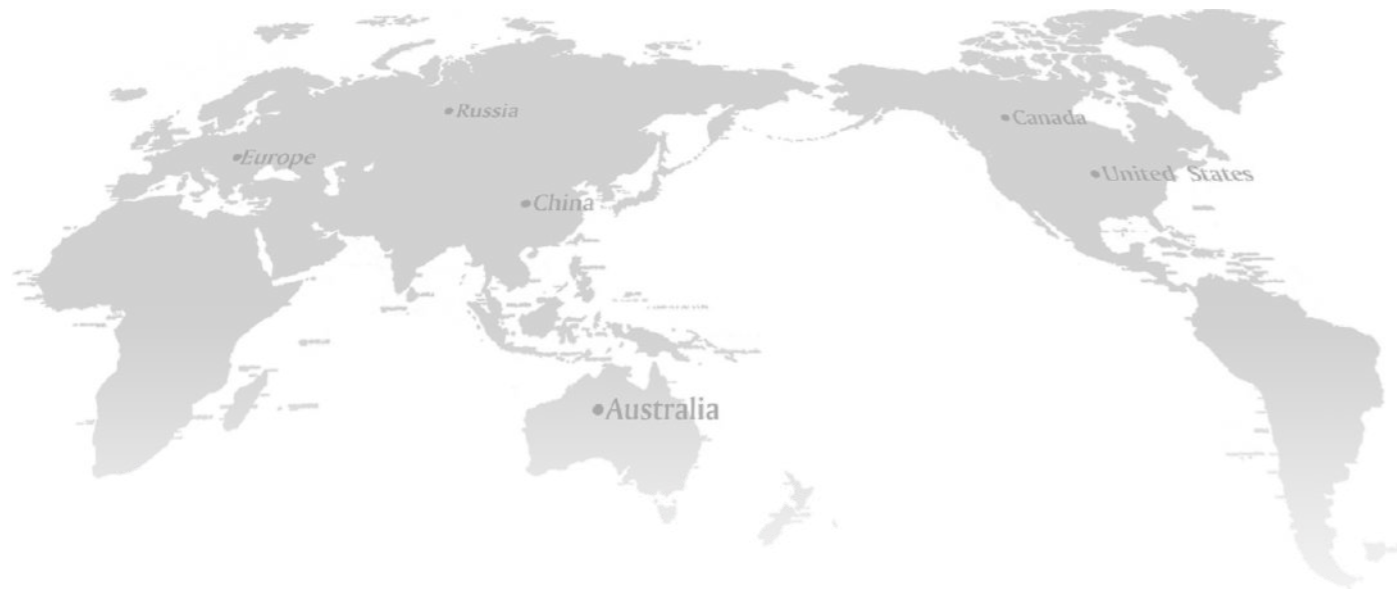 Russia
Canada
Europe
United States
China
Australia